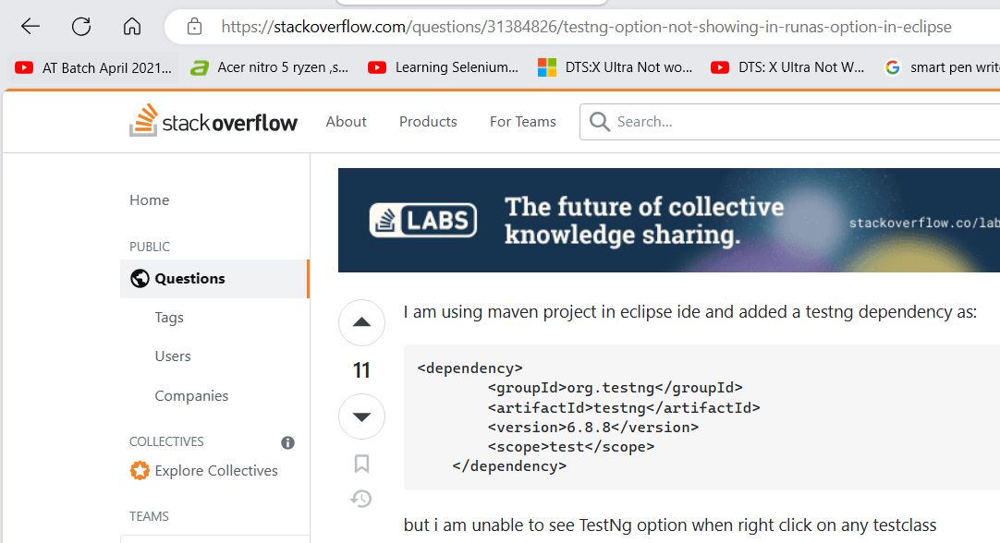 https://stackoverflow.com/questions/31384826/testng-option-not-showing-in-runas-option-in-eclipse
AT Batch April 2021...
Acer nitro 5 ryzen ,s...
Learning Selenium...
DTS:X Ultra Not wo...
DTS: X Ultra Not W...
smart pen write
stackoverflow
About
Products
For Teams
Search...
Home
PUBLIC
Questions
Tags
Users
Companies
COLLECTIVES
Explore Collectives
TEAMS
LABS
The future of collective
knowledge sharing.
stackoverflow.co/lab
I am using maven project in eclipse ide and added a testng dependency as:
11
<dependency>
<groupId>org.testng</groupId>
<artifactId>testng</artifactId>
<version>6.8.8</version>
<scope>test</scope>
</dependency>
but i am unable to see TestNg option when right click on any testclass